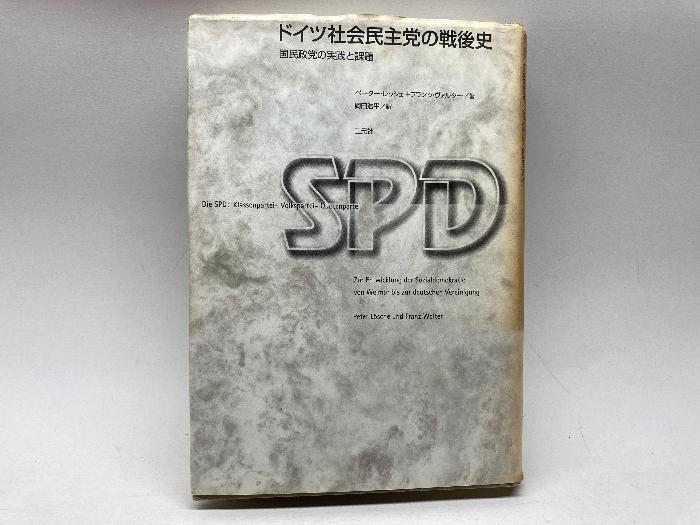 ドイツ社会民主党の戦後史
国民政党の実践と課題
ペーター・レッシェ+フランツ・ヴァルター/著
岡田浩平/訳
三元社
SPD
Die SPD: Klassenpartei– Volkspartei– Quotenparte
Zur Entwicklung der Sozialdemokratie
von Weimar bis zur deutschen Vereinigung
Peter Lösche und Franz Walter